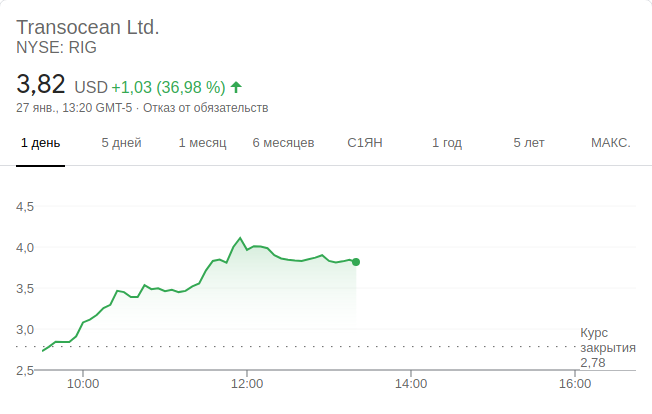 Transocean Ltd.
NYSE: RIG
3,82 USD +1,03 (36,98 %)
27 янв., 13:20 GMT-5 · Отказ от обязательств
1 день 5 дней 1 месяц 6 месяцев С1ЯН 1 год 5 лет МАКС.
4,5
4,0
3,5
3,0
2,5
Курс
закрытия
2,78
10:00 12:00 14:00 16:00